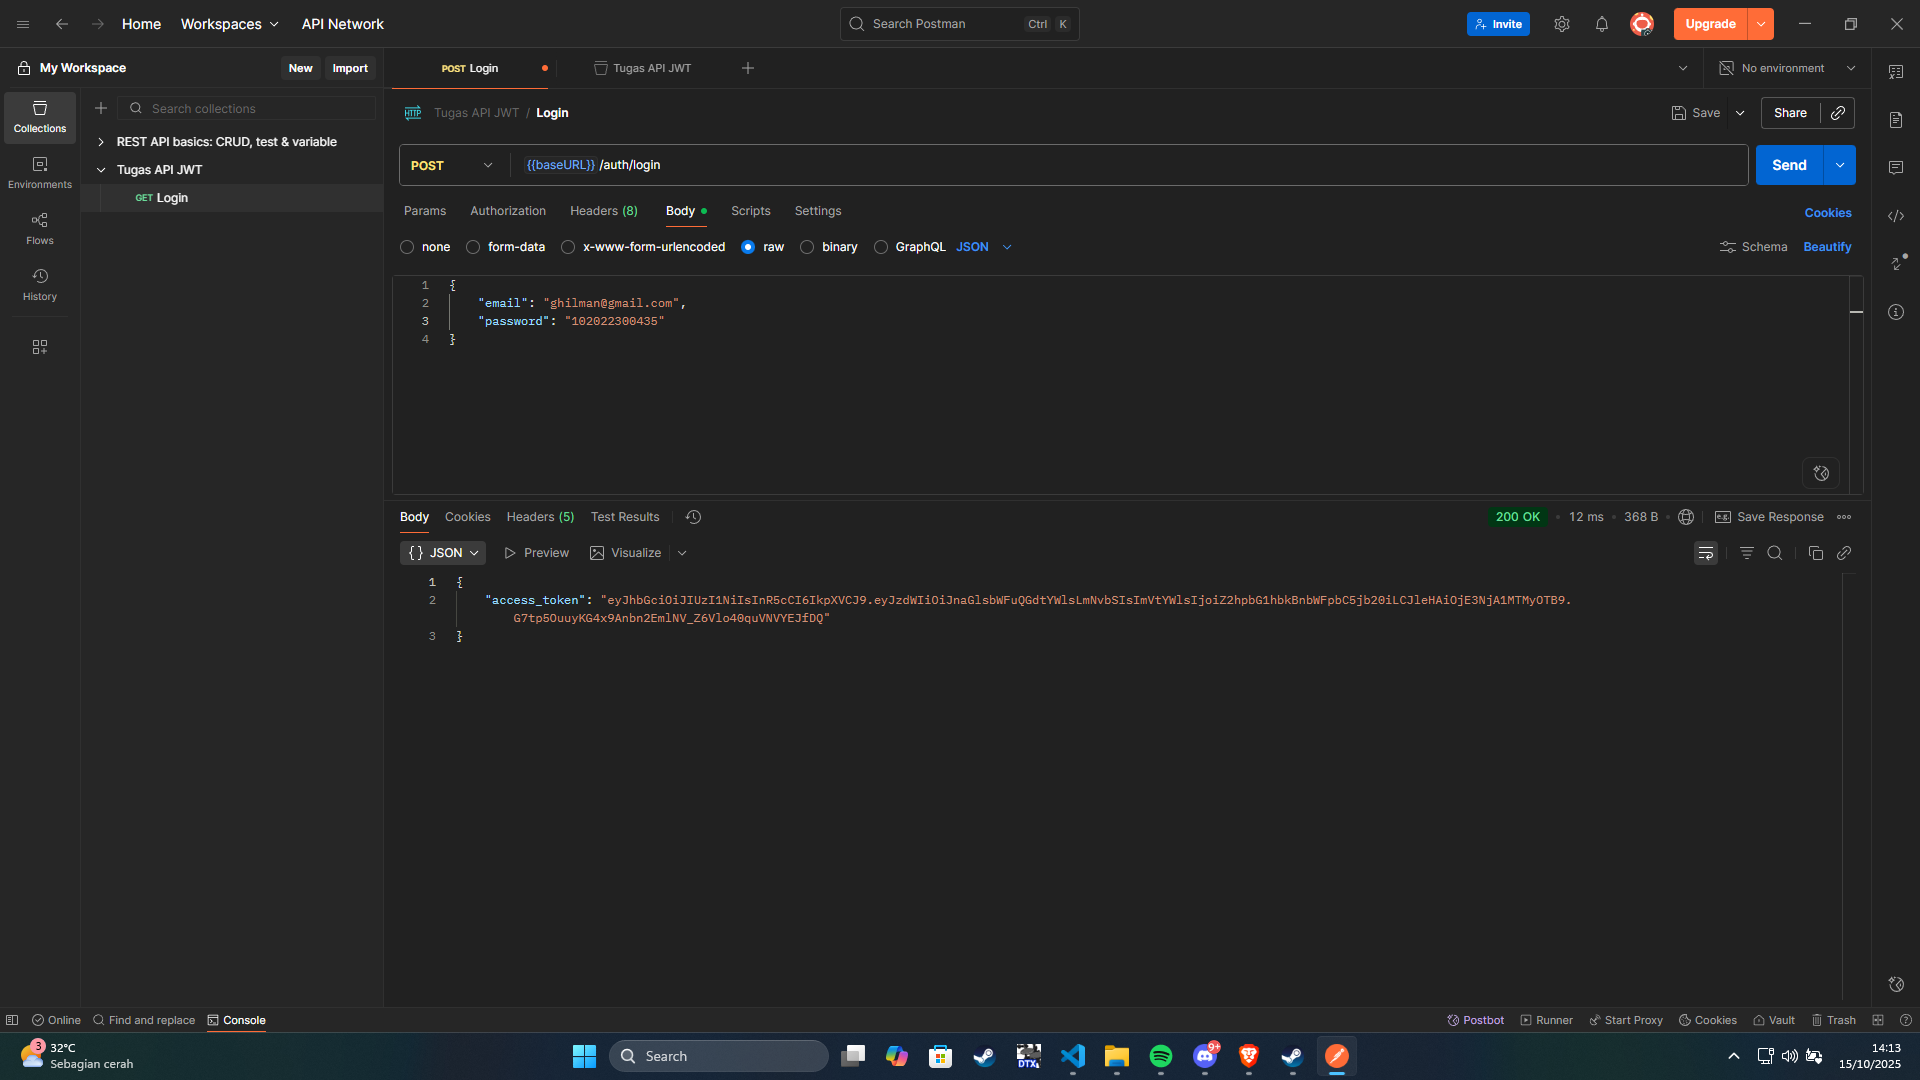 Home
Workspaces
API Network
Search Postman
Ctrl K
Invite
Upgrade
My Workspace
New
Import
POST Login
Tugas API JWT
No environment
Collections
Environments
Flows
History
Search collections
REST API basics: CRUD, test & variable
Tugas API JWT
GET Login
HTTP
Tugas API JWT / Login
Save
Share
POST
{{baseURL}} /auth/login
Send
Params
Authorization
Headers (8)
Body
Scripts
Settings
Cookies
none
form-data
x-www-form-urlencoded
raw
binary
GraphQL
JSON
Schema
Beautify
1 {
2 "email": "ghilman@gmail.com",
3 "password": "102022300435"
4 }
Body
Cookies
Headers (5)
Test Results
200 OK
12 ms
368 B
e.g.
Save Response
{} JSON
Preview
Visualize
1 {
2 "access_token": "eyJhbGciOiJIUzI1NiIsInR5cCI6IkpXVCJ9.eyJzdWIiOiJnaGlsbWFuQGdtYWlsLmNvbSIsImVtYWlsIjoiZ2hpbG1hbkBnbWFpbC5jb20iLCJleHAiOjE3NjA1MTMyOTB9.
G7tp5OuuyKG4x9Anbn2EmlNV_Z6Vlo40quVNVYEJfDQ"
3 }
Online
Find and replace
Console
Postbot
Runner
Start Proxy
Cookies
Vault
Trash
3
32°C
Sebagian cerah
Search
DTX
9+
14:13
15/10/2025